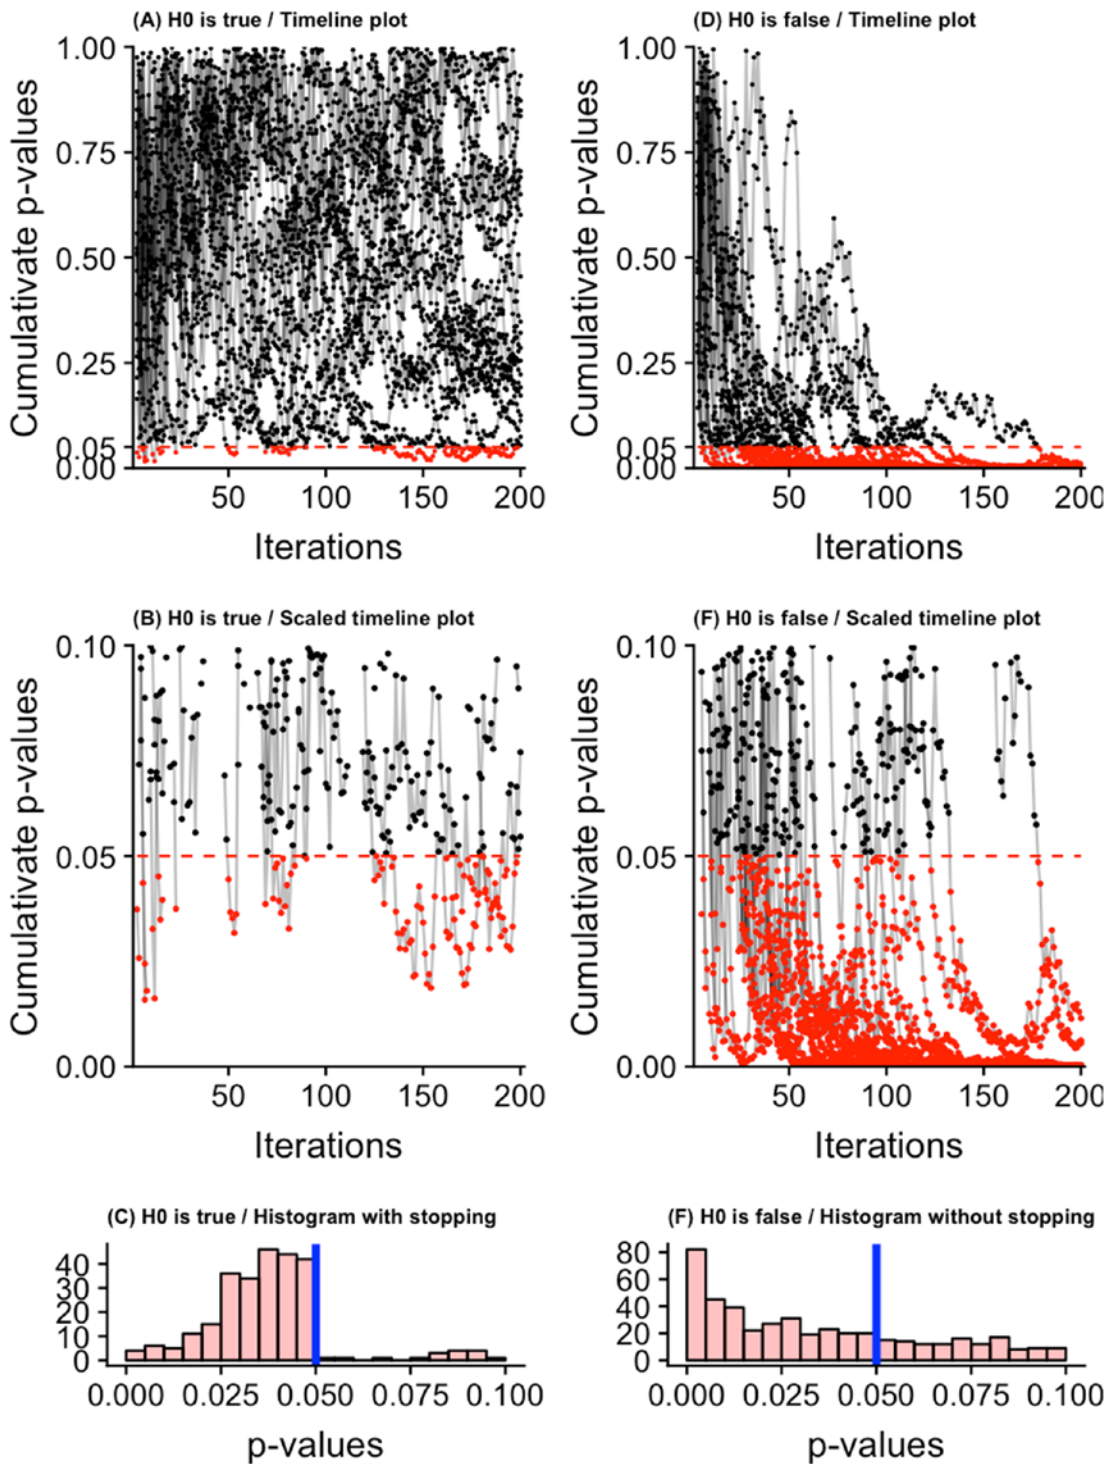 (A) H0 is true / Timeline plot
1.00
0.75
0.50
0.25
0.05
0.00
Cumulativate p-values
50 100 150 200
Iterations
(D) H0 is false / Timeline plot
1.00
0.75
0.50
0.25
0.05
0.00
Cumulativate p-values
50 100 150 200
Iterations
(B) H0 is true / Scaled timeline plot
0.10
0.05
0.00
Cumulativate p-values
50 100 150 200
Iterations
(F) H0 is false / Scaled timeline plot
0.10
0.05
0.00
Cumulativate p-values
50 100 150 200
Iterations
(C) H0 is true / Histogram with stopping
40
30
20
10
0
0.000 0.025 0.050 0.075 0.100
p-values
(F) H0 is false / Histogram without stopping
80
60
40
20
0
0.000 0.025 0.050 0.075 0.100
p-values